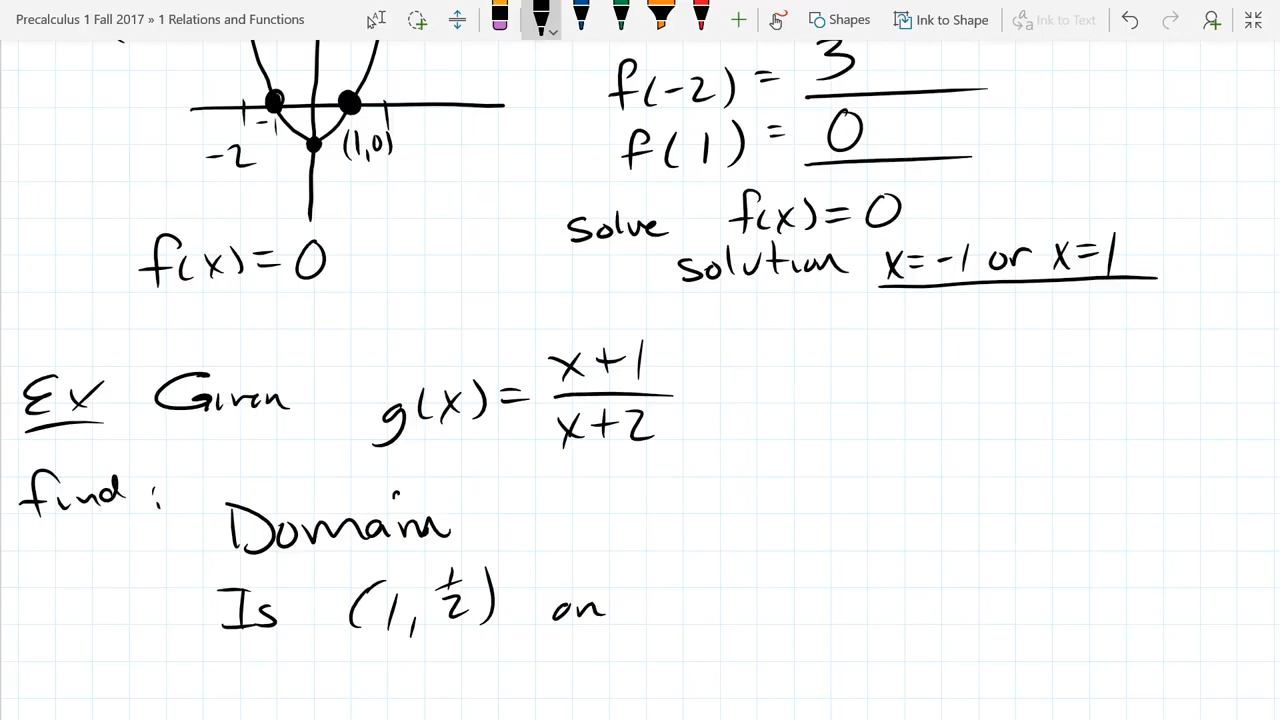 Precalculus 1 Fall 2017 » 1 Relations and Functions
Shapes
Ink to Shape
Ink to Text
f(-2) = 3
f(1) = 0
-1
-2
(1,0)
solve f(x) = 0
f(x) = 0
solution x = -1 or x = 1
Ex Given g(x) = x+1 / x+2
find :
Domain
Is (1, 1/2) on